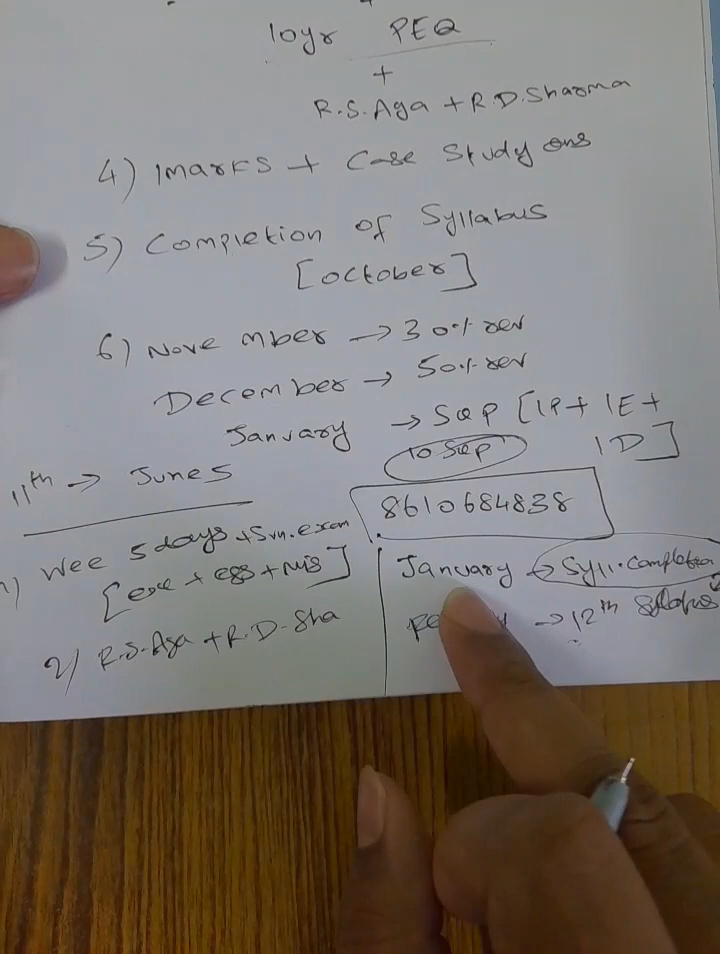 10yr PEQ
+
R.S.Aga + R.D.Sharma
4) 1marks + Case Study ons
5) Completion of Syllabus
[October]
6) November → 30% rev
December → 50% rev
January → SQP [1P + 1E + 1D]
10 SQP
11th → June 5
8610684838
1) Wee 5 days + Sun.exam
[exe + egs + Mis]
2) R.S.Aga + R.D-Sha
January → Syll.Completion
→ 12th Syllabus